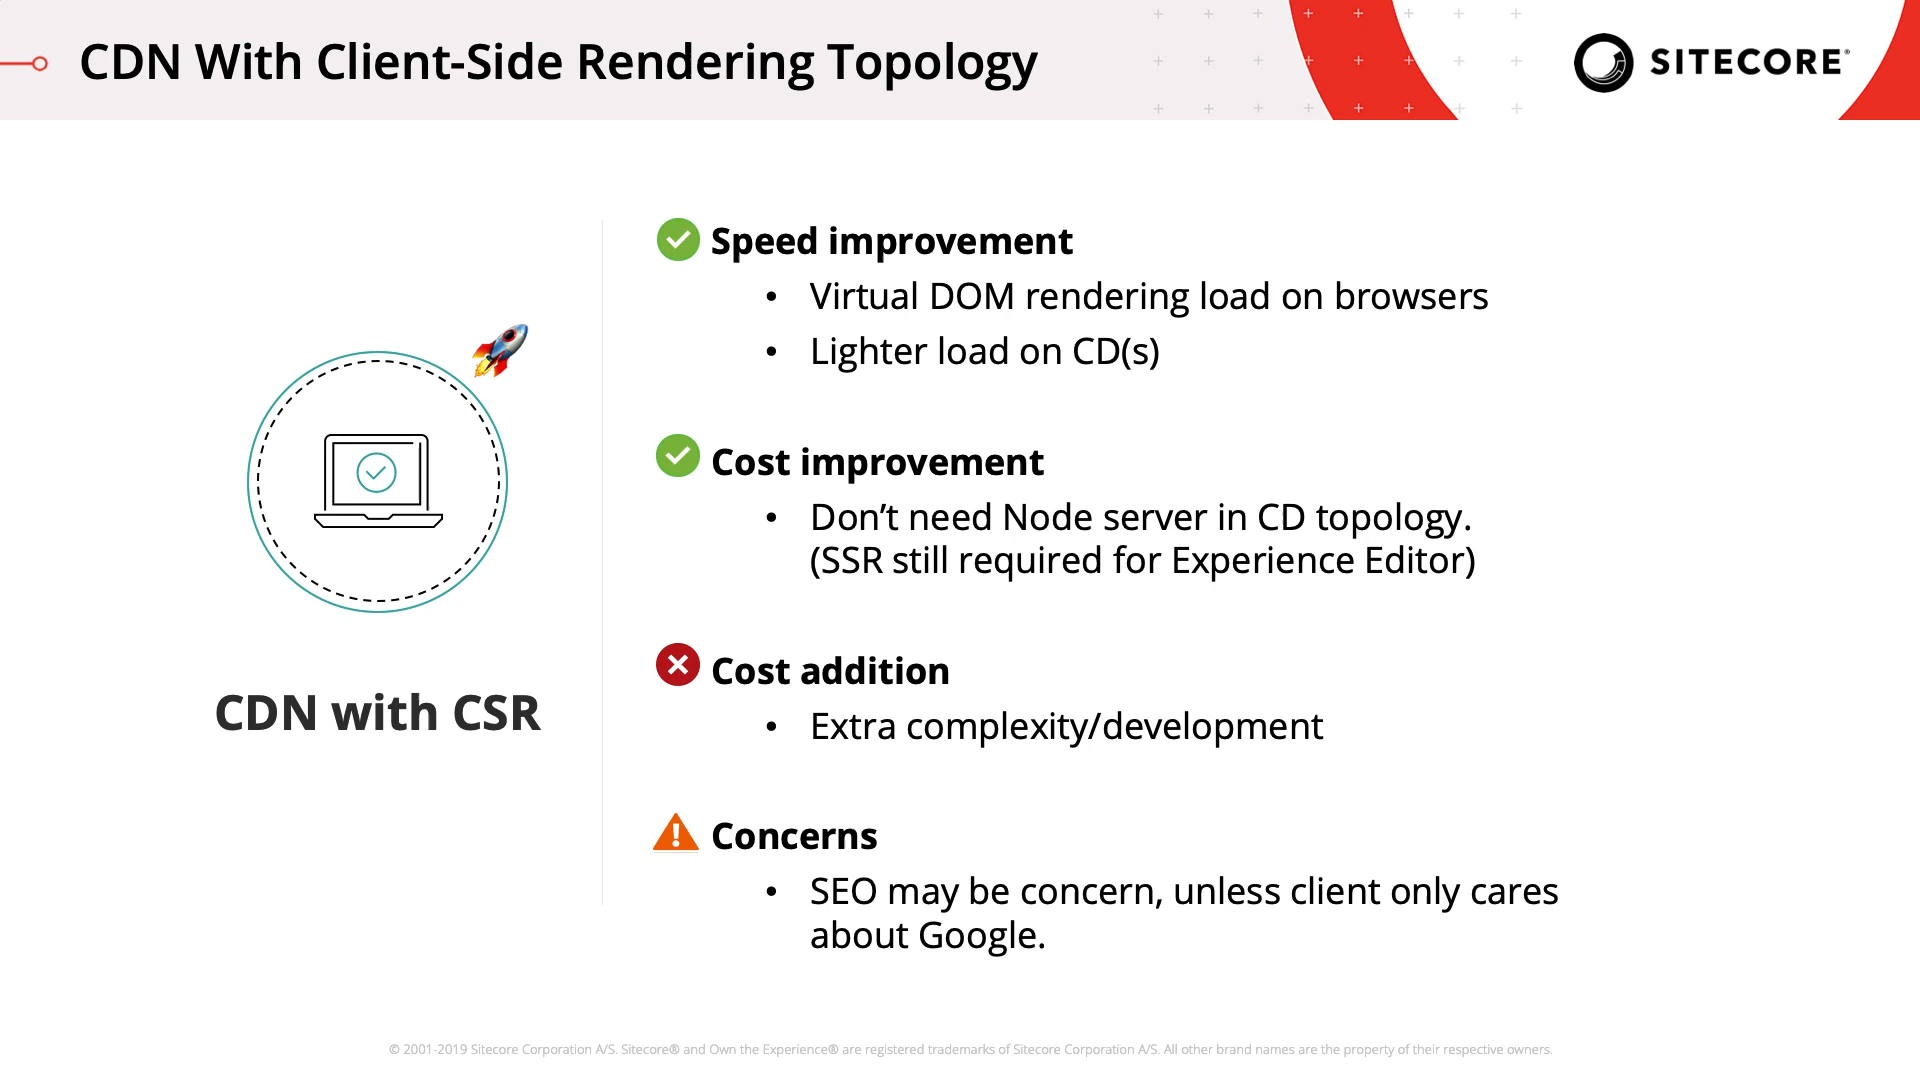 CDN With Client-Side Rendering Topology
SITECORE®
Speed improvement
• Virtual DOM rendering load on browsers
• Lighter load on CD(s)
Cost improvement
• Don’t need Node server in CD topology.
(SSR still required for Experience Editor)
Cost addition
• Extra complexity/development
Concerns
• SEO may be concern, unless client only cares
about Google.
CDN with CSR
© 2001-2019 Sitecore Corporation A/S. Sitecore® and Own the Experience® are registered trademarks of Sitecore Corporation A/S. All other brand names are the property of their respective owners.